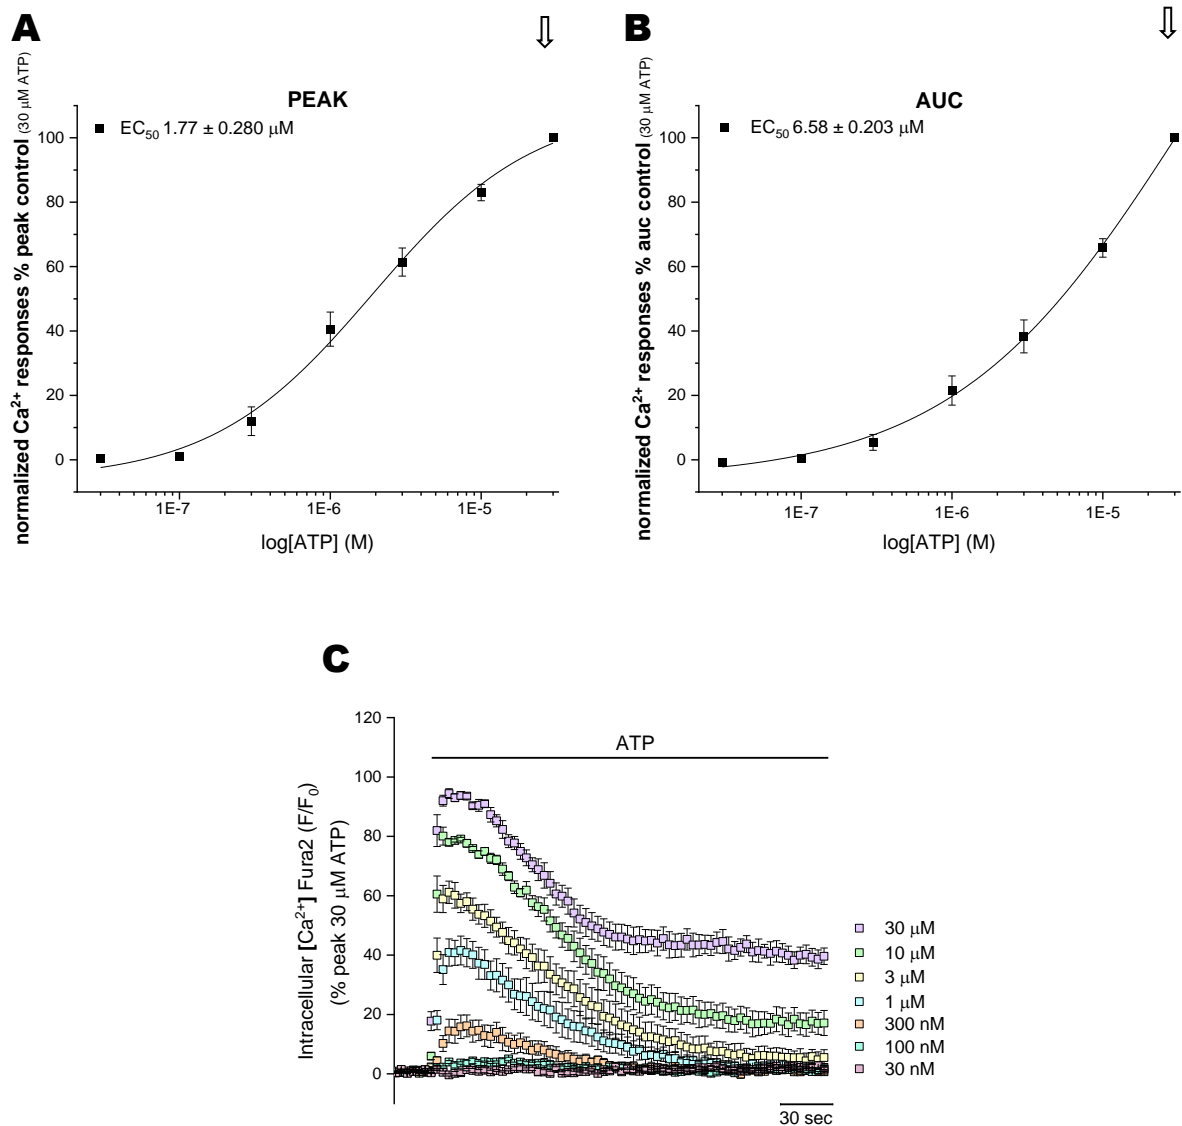 A
PEAK
EC50 1.77 ± 0.280 μM
normalized Ca2+ responses % peak control (30 μM ATP)
100
80
60
40
20
0
1E-7
1E-6
1E-5
log[ATP] (M)
B
AUC
EC50 6.58 ± 0.203 μM
normalized Ca2+ responses % auc control (30 μM ATP)
100
80
60
40
20
0
1E-7
1E-6
1E-5
log[ATP] (M)
C
Intracellular [Ca2+] Fura2 (F/F0)
(% peak 30 μM ATP)
120
100
80
60
40
20
0
ATP
30 μM
10 μM
3 μM
1 μM
300 nM
100 nM
30 nM
30 sec